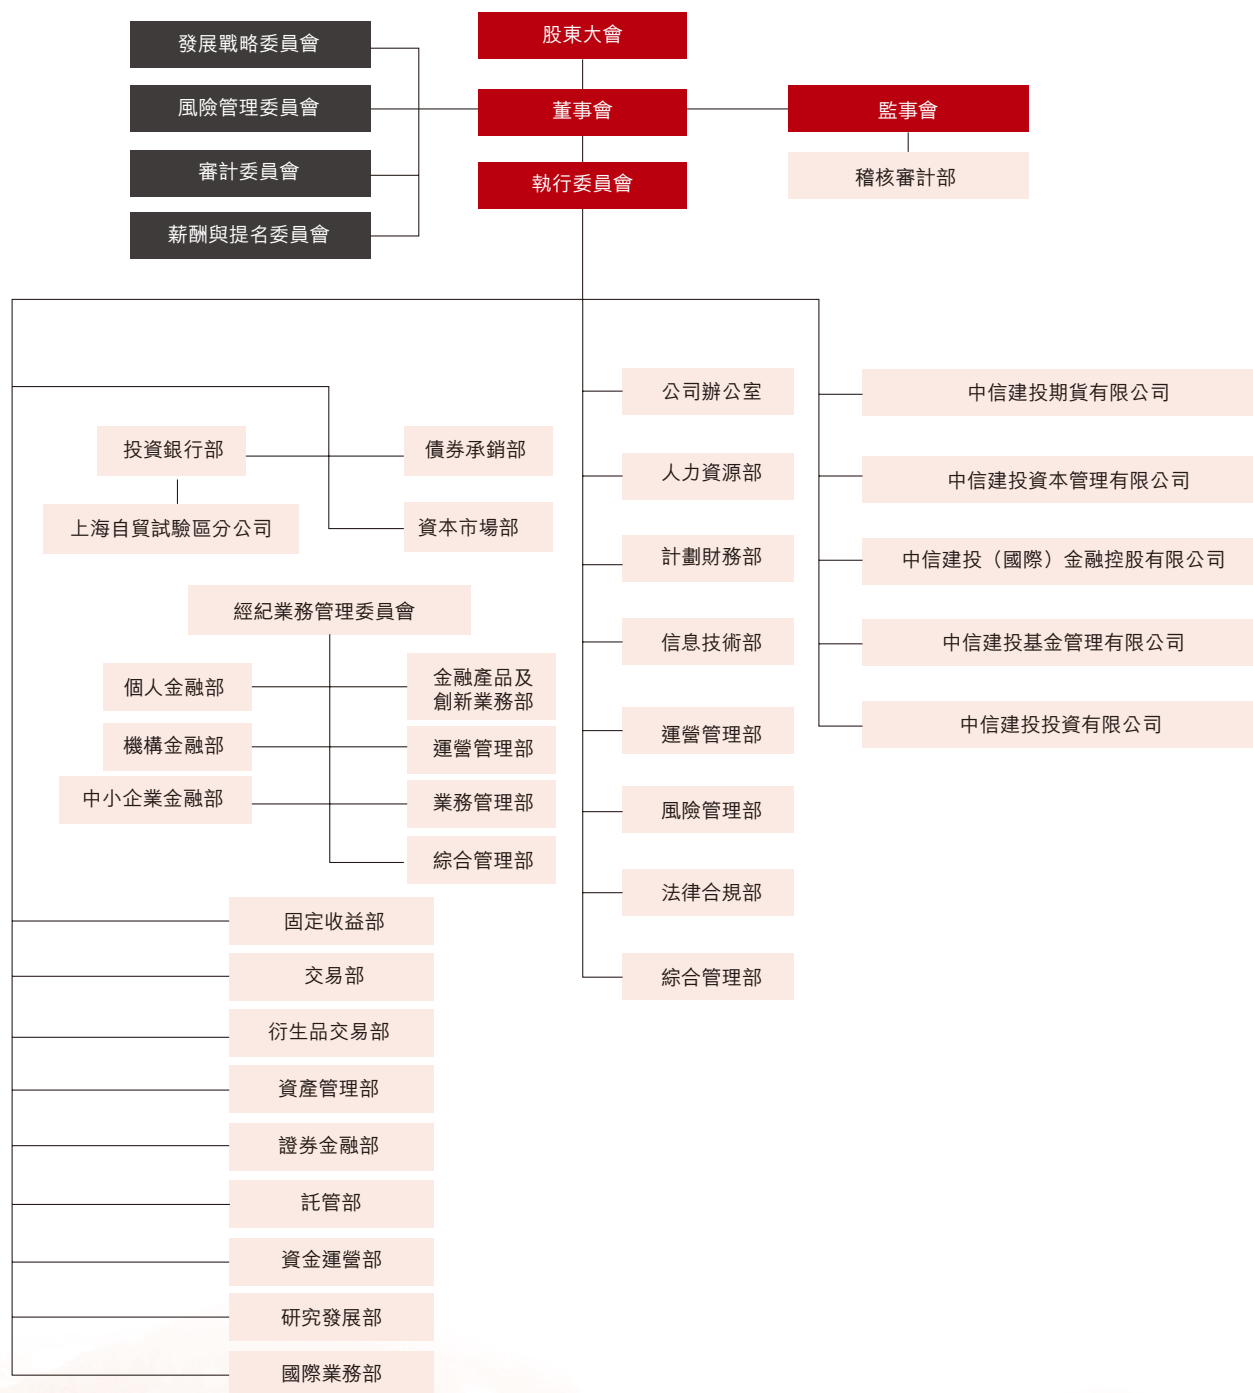 股東大會
發展戰略委員會
風險管理委員會
審計委員會
薪酬與提名委員會
董事會
監事會
稽核審計部
執行委員會
投資銀行部
債券承銷部
上海自貿試驗區分公司
資本市場部
經紀業務管理委員會
個人金融部
金融產品及
創新業務部
機構金融部
運營管理部
中小企業金融部
業務管理部
綜合管理部
固定收益部
交易部
衍生品交易部
資產管理部
證券金融部
託管部
資金運營部
研究發展部
國際業務部
公司辦公室
人力資源部
計劃財務部
信息技術部
運營管理部
風險管理部
法律合規部
綜合管理部
中信建投期貨有限公司
中信建投資本管理有限公司
中信建投（國際）金融控股有限公司
中信建投基金管理有限公司
中信建投投資有限公司